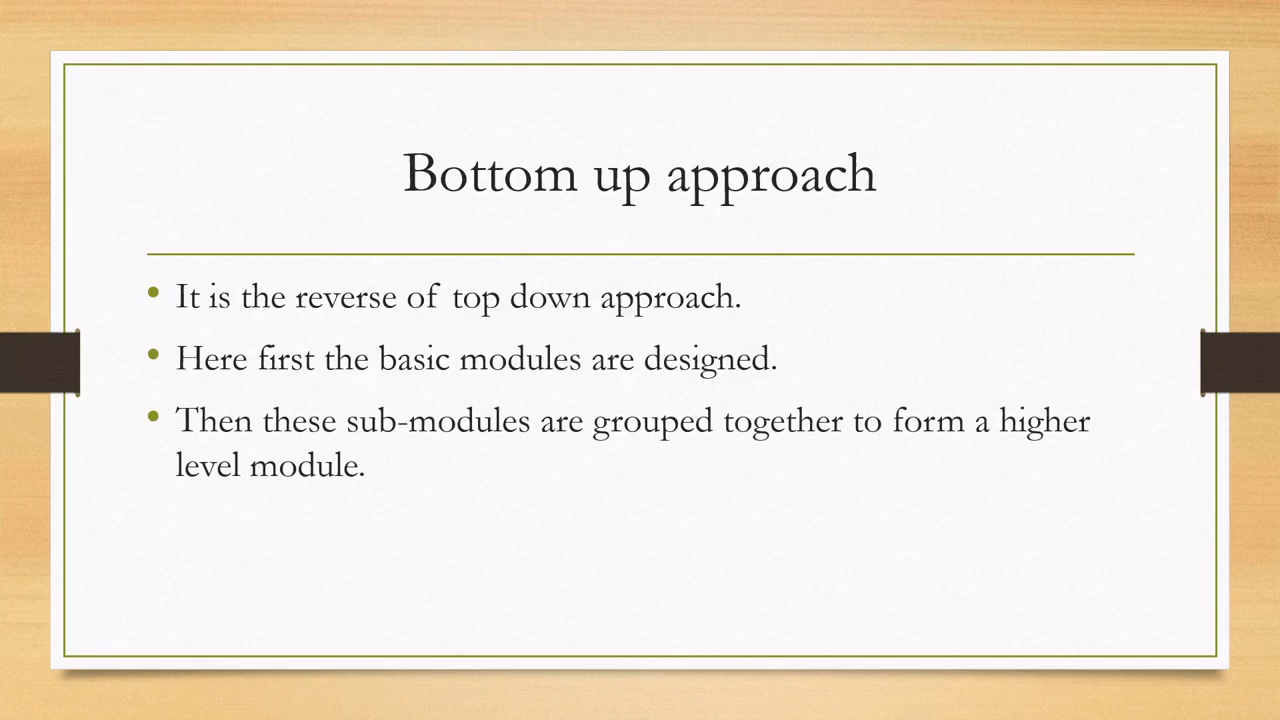 Bottom up approach
• It is the reverse of top down approach.
• Here first the basic modules are designed.
• Then these sub-modules are grouped together to form a higher
level module.